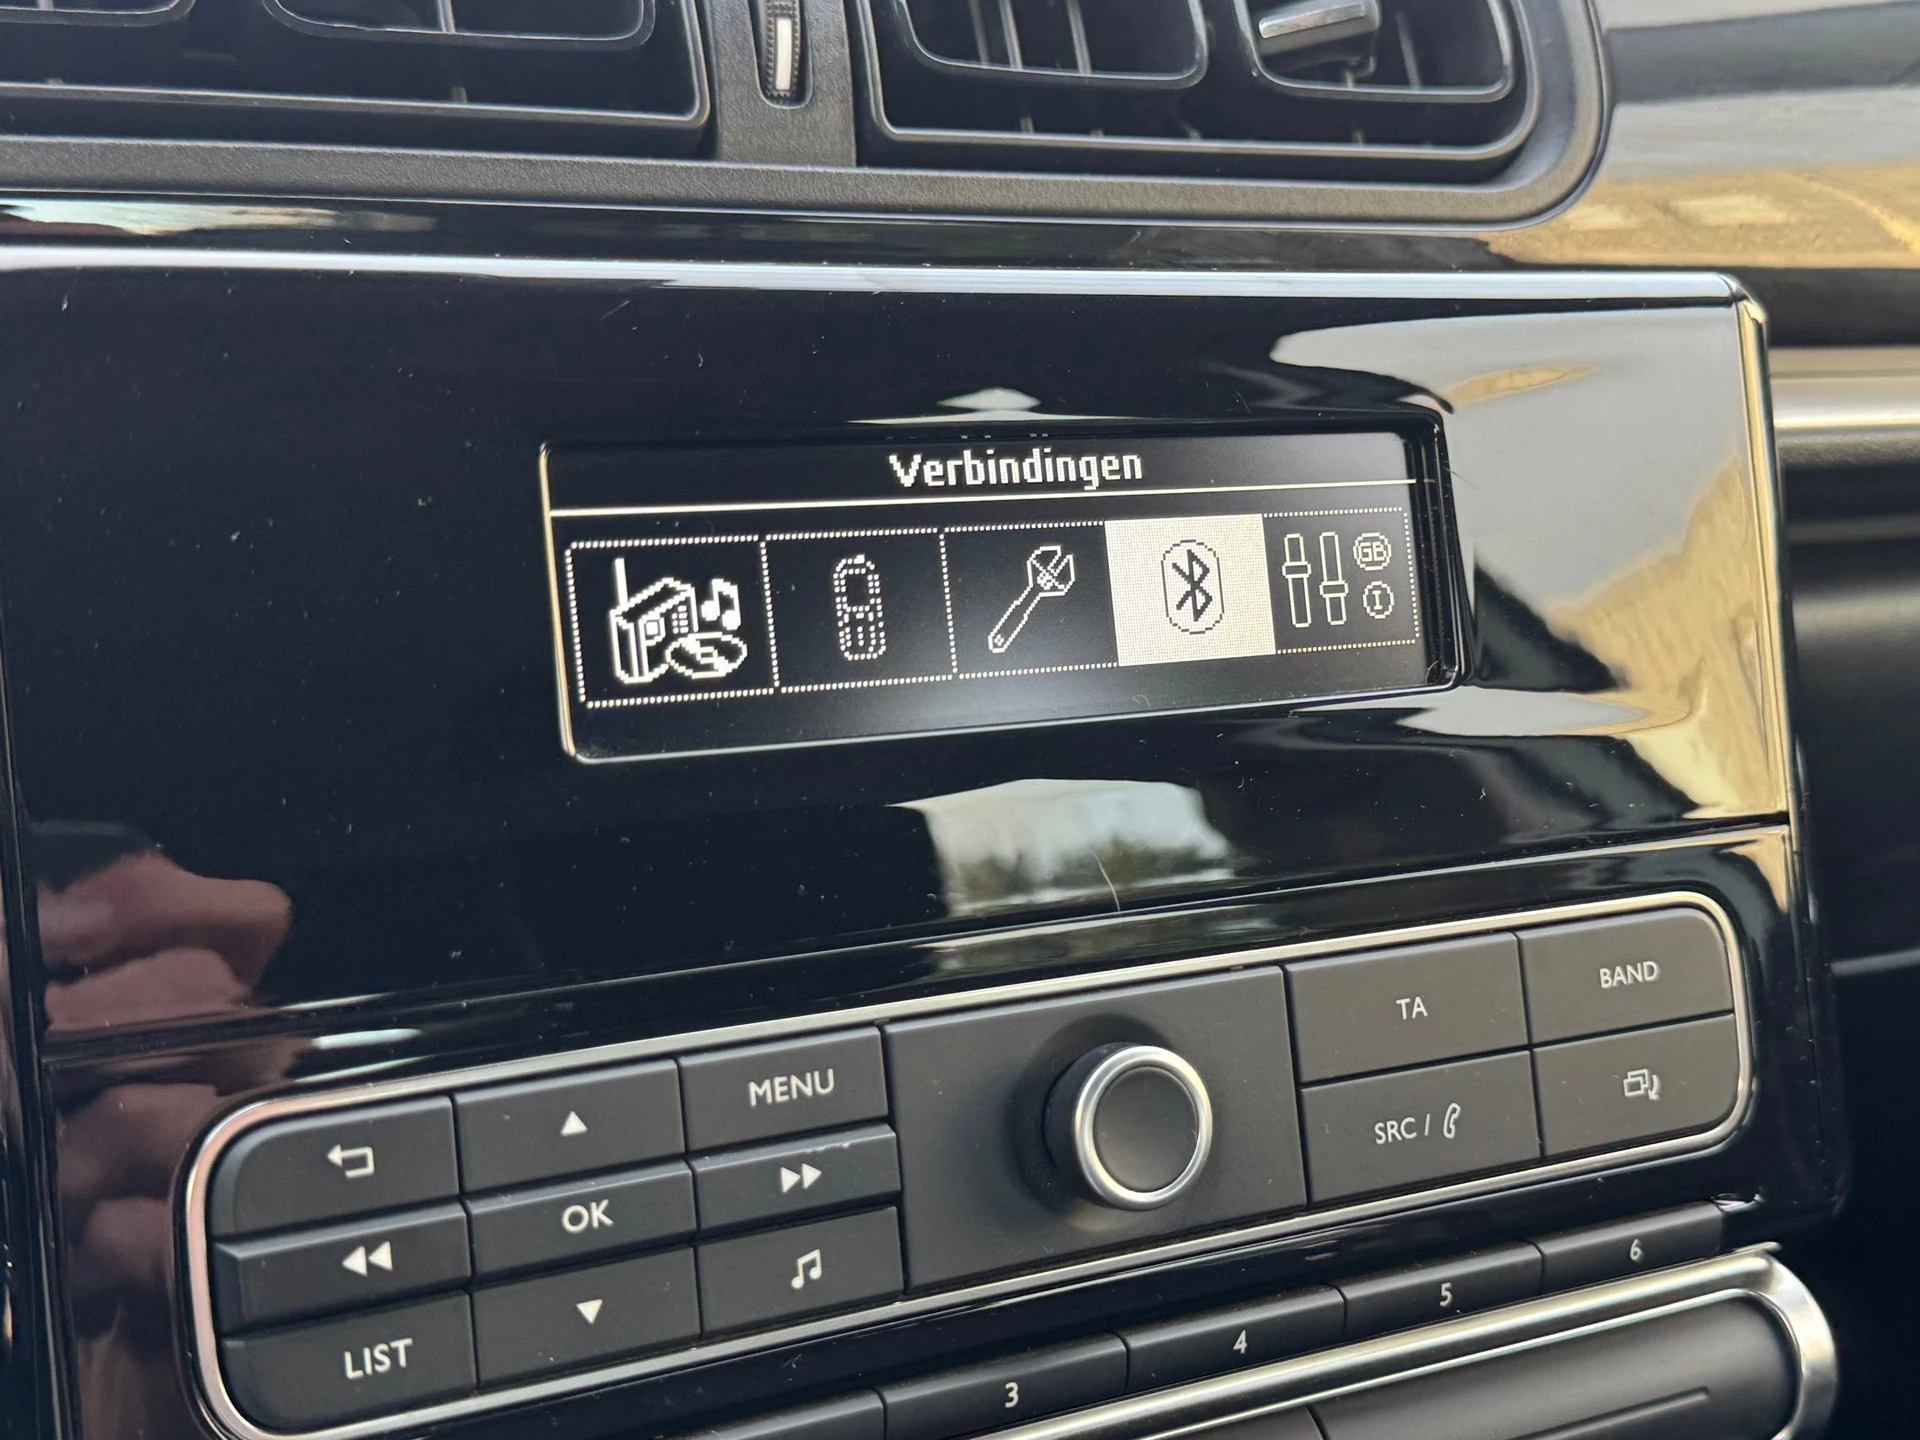 Verbindingen
GB
I
TA
BAND
MENU
SRC /
OK
LIST
3
4
5
6